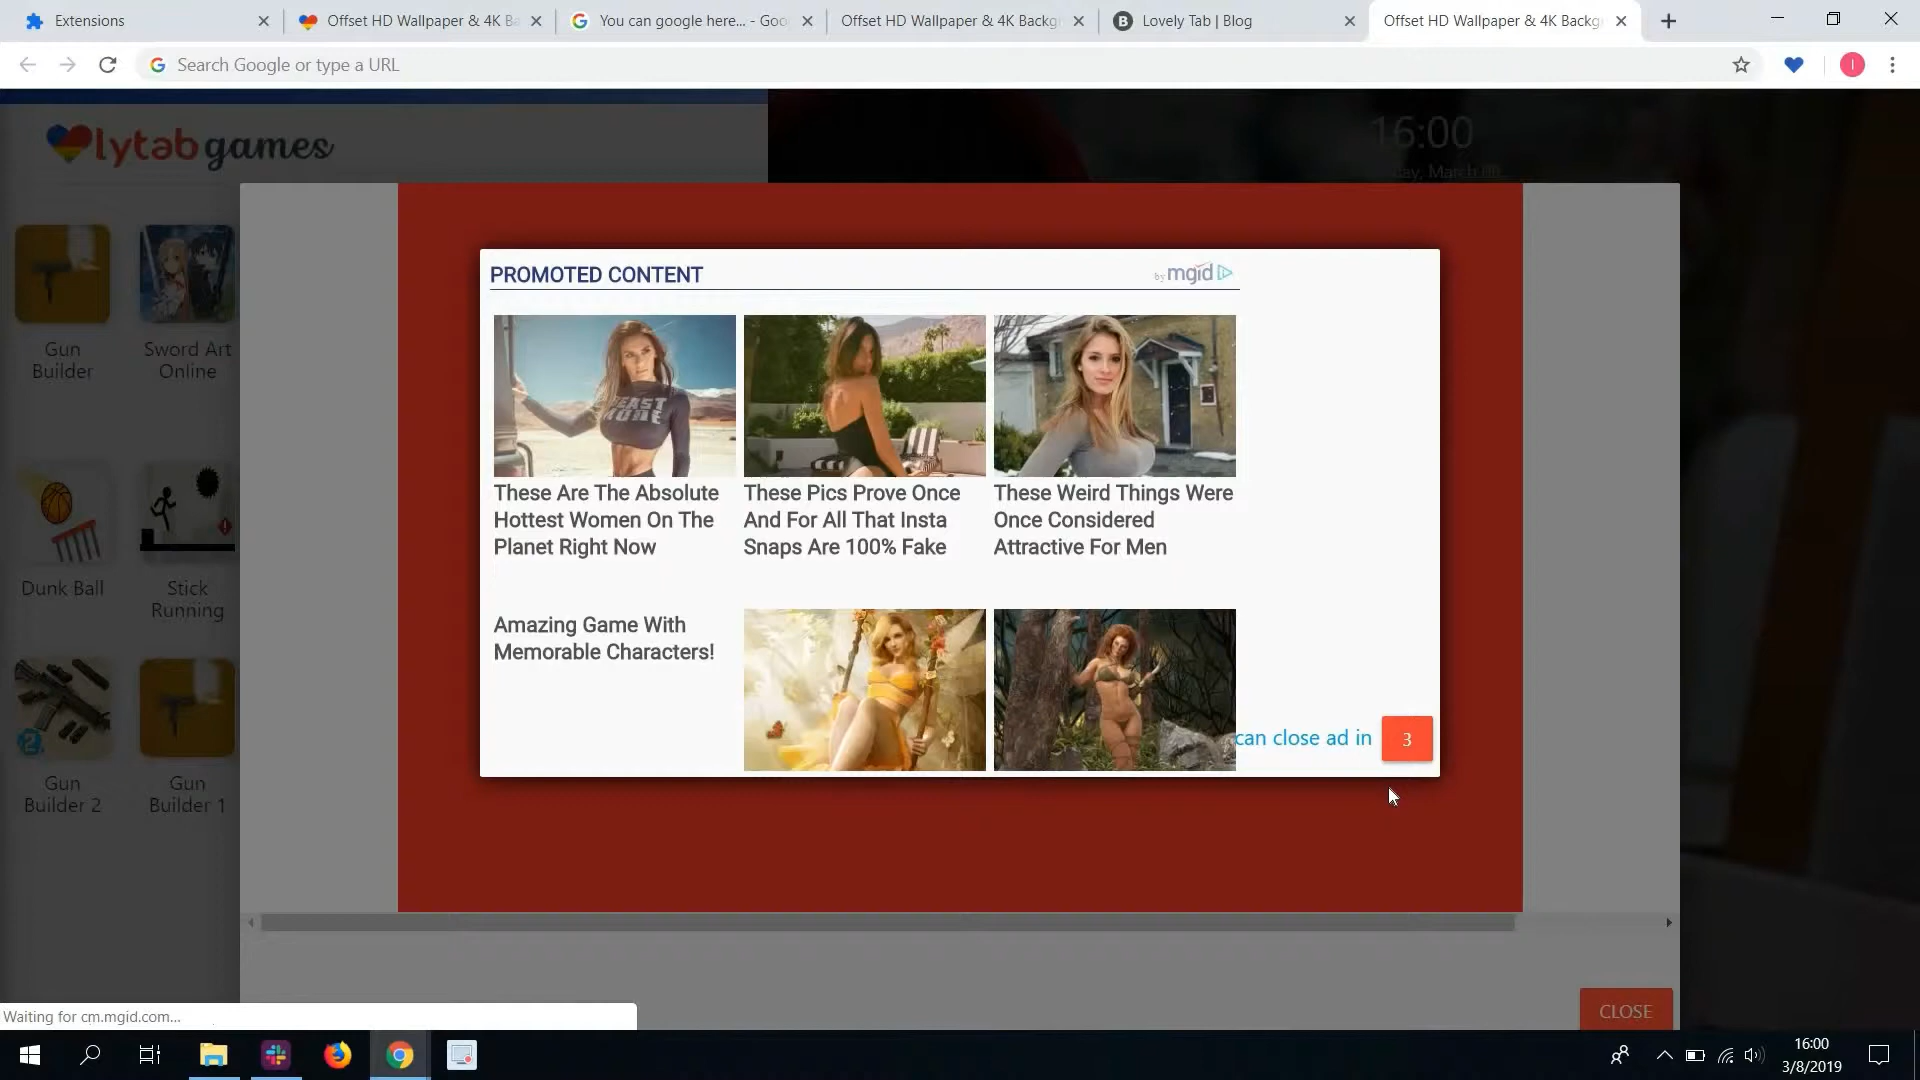 Extensions
Offset HD Wallpaper & 4K Ba
You can google here... - Goo
Offset HD Wallpaper & 4K Backg
B
Lovely Tab | Blog
Offset HD Wallpaper & 4K Backg
G Search Google or type a URL
I
lytab games
16:00
Gun
Builder
Sword Art
Online
Dunk Ball
Stick
Running
2
Gun
Builder 2
Gun
Builder 1
PROMOTED CONTENT
by mgid
BEAST
MODE
These Are The Absolute
Hottest Women On The
Planet Right Now
These Pics Prove Once
And For All That Insta
Snaps Are 100% Fake
These Weird Things Were
Once Considered
Attractive For Men
Amazing Game With
Memorable Characters!
can close ad in
3
CLOSE
Waiting for cm.mgid.com...
16:00
3/8/2019